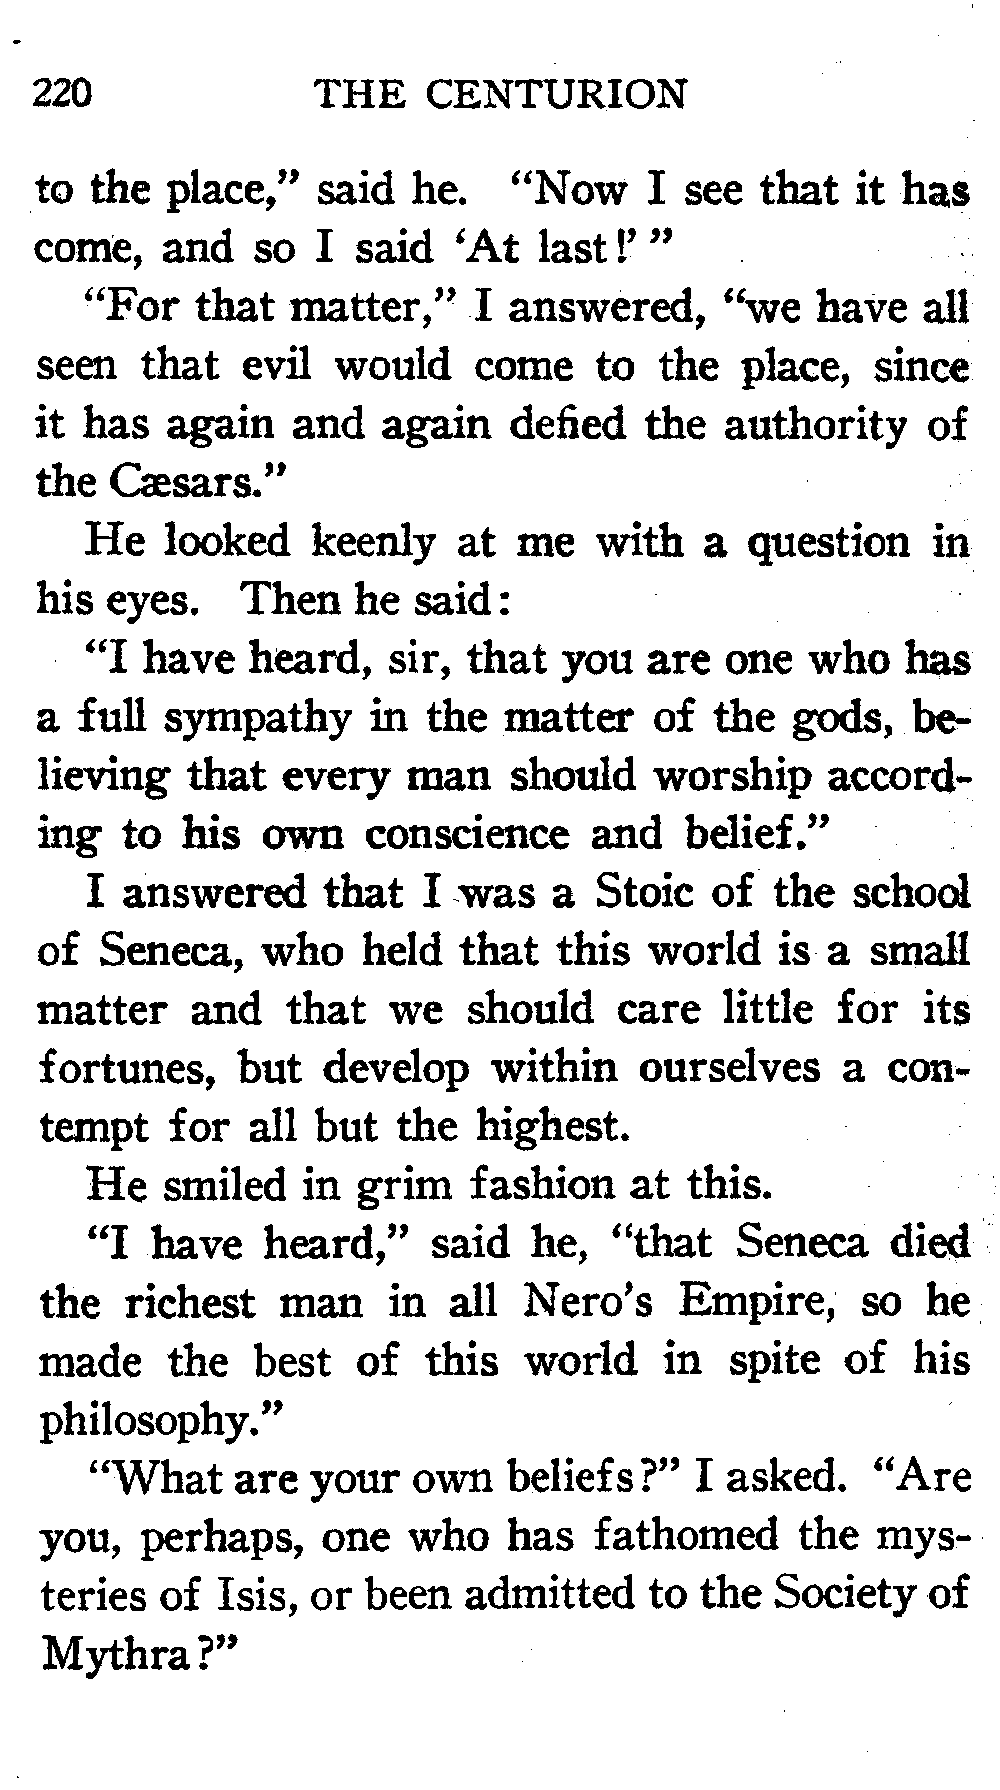 220 THE CENTURION
to the place," said he. "Now I see that it has
come, and so I said 'At last!' "
"For that matter," I answered, "we have all
seen that evil would come to the place, since
it has again and again defied the authority of
the Cæsars."
He looked keenly at me with a question in
his eyes. Then he said:
"I have heard, sir, that you are one who has
a full sympathy in the matter of the gods, be-
lieving that every man should worship accord-
ing to his own conscience and belief."
I answered that I was a Stoic of the school
of Seneca, who held that this world is a small
matter and that we should care little for its
fortunes, but develop within ourselves a con-
tempt for all but the highest.
He smiled in grim fashion at this.
"I have heard," said he, "that Seneca died
the richest man in all Nero's Empire, so he
made the best of this world in spite of his
philosophy."
"What are your own beliefs?" I asked. "Are
you, perhaps, one who has fathomed the mys-
teries of Isis, or been admitted to the Society of
Mythra?"